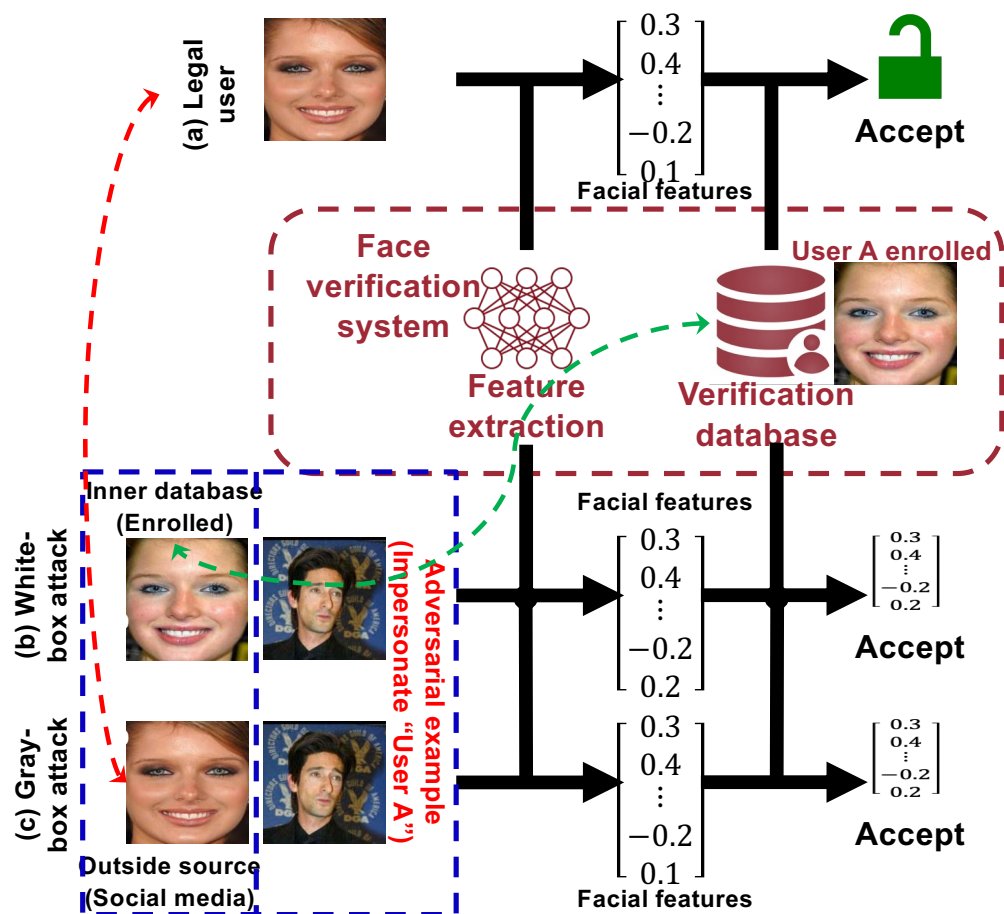 (a) Legal
user
0.3
0.4
⋮
−0.2
0.1
Facial features
Accept
Face
verification
system
Feature
extraction
User A enrolled
Verification
database
Inner database
(Enrolled)
(b) White-
box attack
Adversarial example
(Impersonate “User A”)
DGA
Facial features
0.3
0.4
⋮
−0.2
0.2
0.3
0.4
⋮
−0.2
0.2
Accept
(c) Gray-
box attack
DGA
0.3
0.4
⋮
−0.2
0.1
Facial features
0.3
0.4
⋮
−0.2
0.2
Accept
Outside source
(Social media)